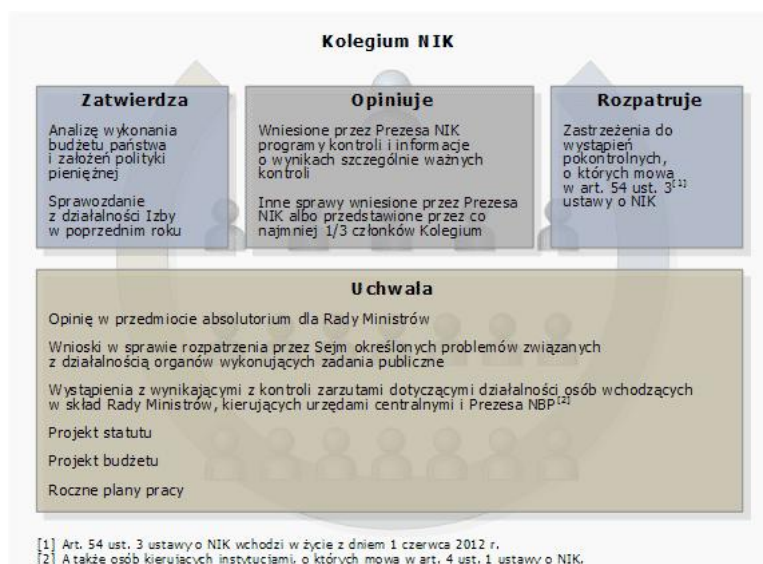 Kolegium NIK
Zatwierdza
Analizę wykonania
budżetu państwa
i założeń polityki
pieniężnej
Sprawozdanie
z działalności Izby
w poprzednim roku
Opiniuje
Wniesione przez Prezesa NIK
programy kontroli i informacje
o wynikach szczególnie ważnych
kontroli
Inne sprawy wniesione przez Prezesa
NIK albo przedstawione przez co
najmniej 1/3 członków Kolegium
Rozpatruje
Zastrzeżenia do
wystąpień
pokontrolnych,
o których mowa
w art. 54 ust. 3[1]
ustawy o NIK
Uchwala
Opinię w przedmiocie absolutorium dla Rady Ministrów
Wnioski w sprawie rozpatrzenia przez Sejm określonych problemów związanych
z działalnością organów wykonujących zadania publiczne
Wystąpienia z wynikającymi z kontroli zarzutami dotyczącymi działalności osób wchodzących
w skład Rady Ministrów, kierujących urzędami centralnymi i Prezesa NBP[2]
Projekt statutu
Projekt budżetu
Roczne plany pracy
[1] Art. 54 ust. 3 ustawy o NIK wchodzi w życie z dniem 1 czerwca 2012 r.
[2] A także osób kierujących instytucjami, o których mowa w art. 4 ust. 1 ustawy o NIK.